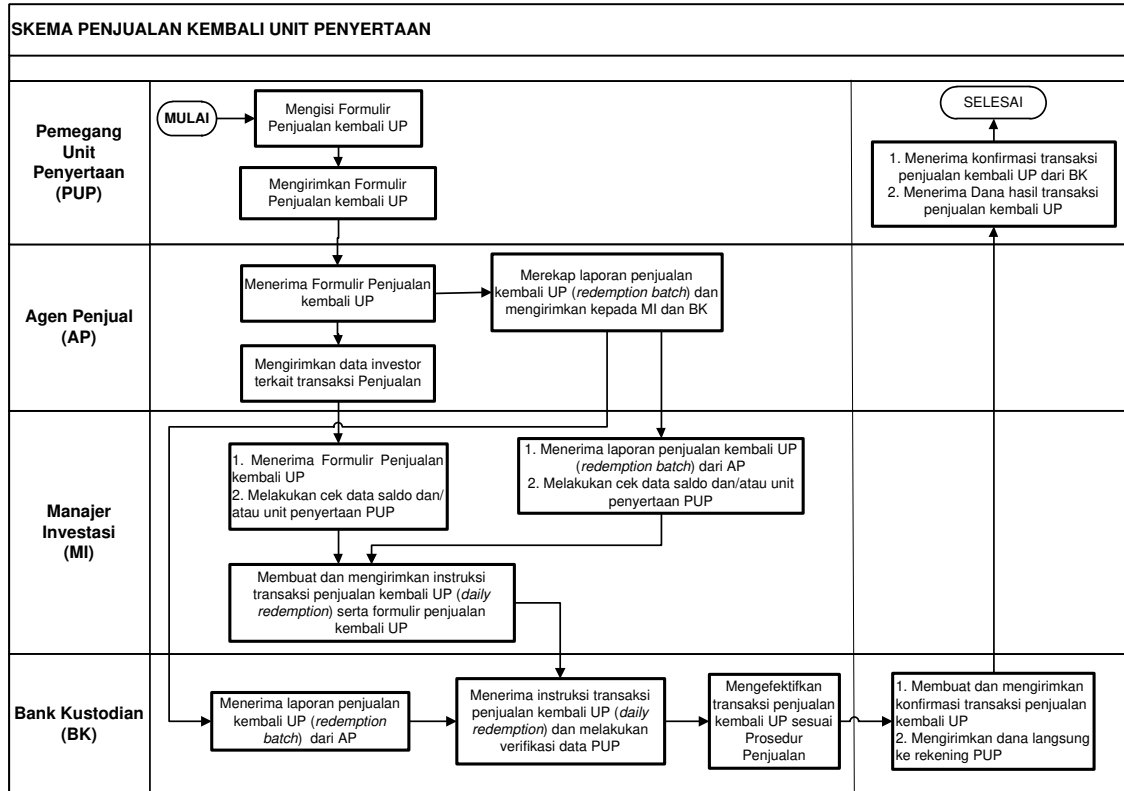 SKEMA PENJUALAN KEMBALI UNIT PENYERTAAN
Pemegang
Unit
Penyertaan
(PUP)
MULAI
Mengisi Formulir
Penjualan kembali UP
Mengirimkan Formulir
Penjualan kembali UP
SELESAI
1. Menerima konfirmasi transaksi
penjualan kembali UP dari BK
2. Menerima Dana hasil transaksi
penjualan kembali UP
Agen Penjual
(AP)
Menerima Formulir Penjualan
kembali UP
Merekap laporan penjualan
kembali UP (redemption batch) dan
mengirimkan kepada MI dan BK
Mengirimkan data investor
terkait transaksi Penjualan
Manajer
Investasi
(MI)
1. Menerima Formulir Penjualan
kembali UP
2. Melakukan cek data saldo dan/
atau unit penyertaan PUP
1. Menerima laporan penjualan kembali UP
(redemption batch) dari AP
2. Melakukan cek data saldo dan/atau unit
penyertaan PUP
Membuat dan mengirimkan instruksi
transaksi penjualan kembali UP (daily
redemption) serta formulir penjualan
kembali UP
Bank Kustodian
(BK)
Menerima laporan penjualan
kembali UP (redemption
batch) dari AP
Menerima instruksi transaksi
penjualan kembali UP (daily
redemption) dan melakukan
verifikasi data PUP
Mengefektifkan
transaksi penjualan
kembali UP sesuai
Prosedur
Penjualan
1. Membuat dan mengirimkan
konfirmasi transaksi penjualan
kembali UP
2. Mengirimkan dana langsung
ke rekening PUP